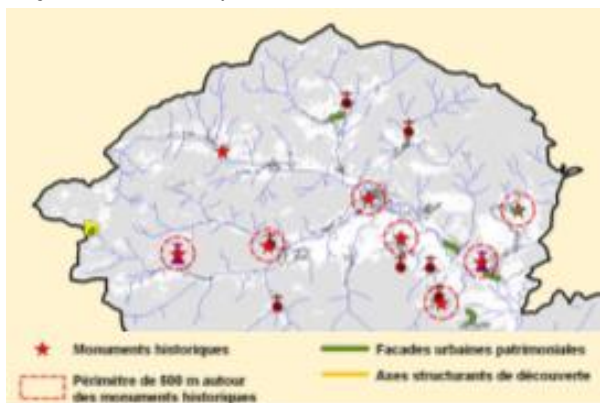 Monuments historiques
Périmètre de 500 m autour
des monuments historiques
Facades urbaines patrimoniales
Axes structurants de découverte